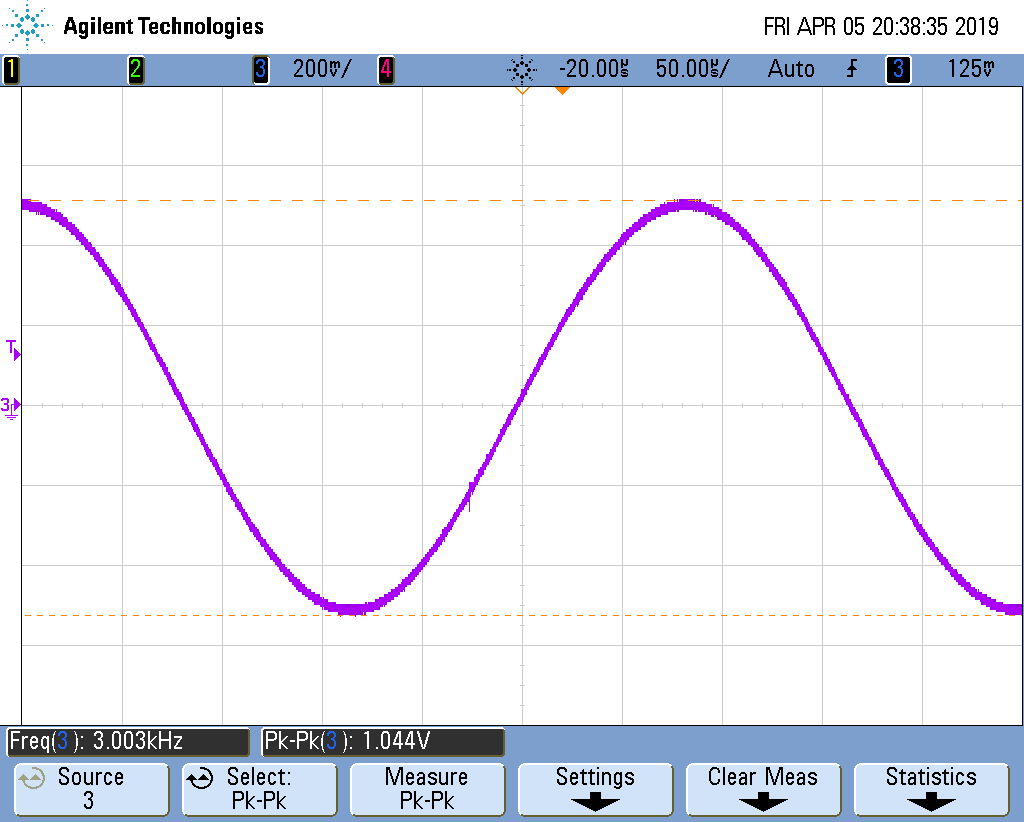 Agilent Technologies FRI APR 05 20:38:35 2019
1 2 3 200mV/ 4 -20.00µs 50.00µs/ Auto 3 125mV
T
3
Freq(3): 3.003kHz Pk-Pk(3): 1.044V
Source Select: Measure Settings Clear Meas Statistics
3 Pk-Pk Pk-Pk